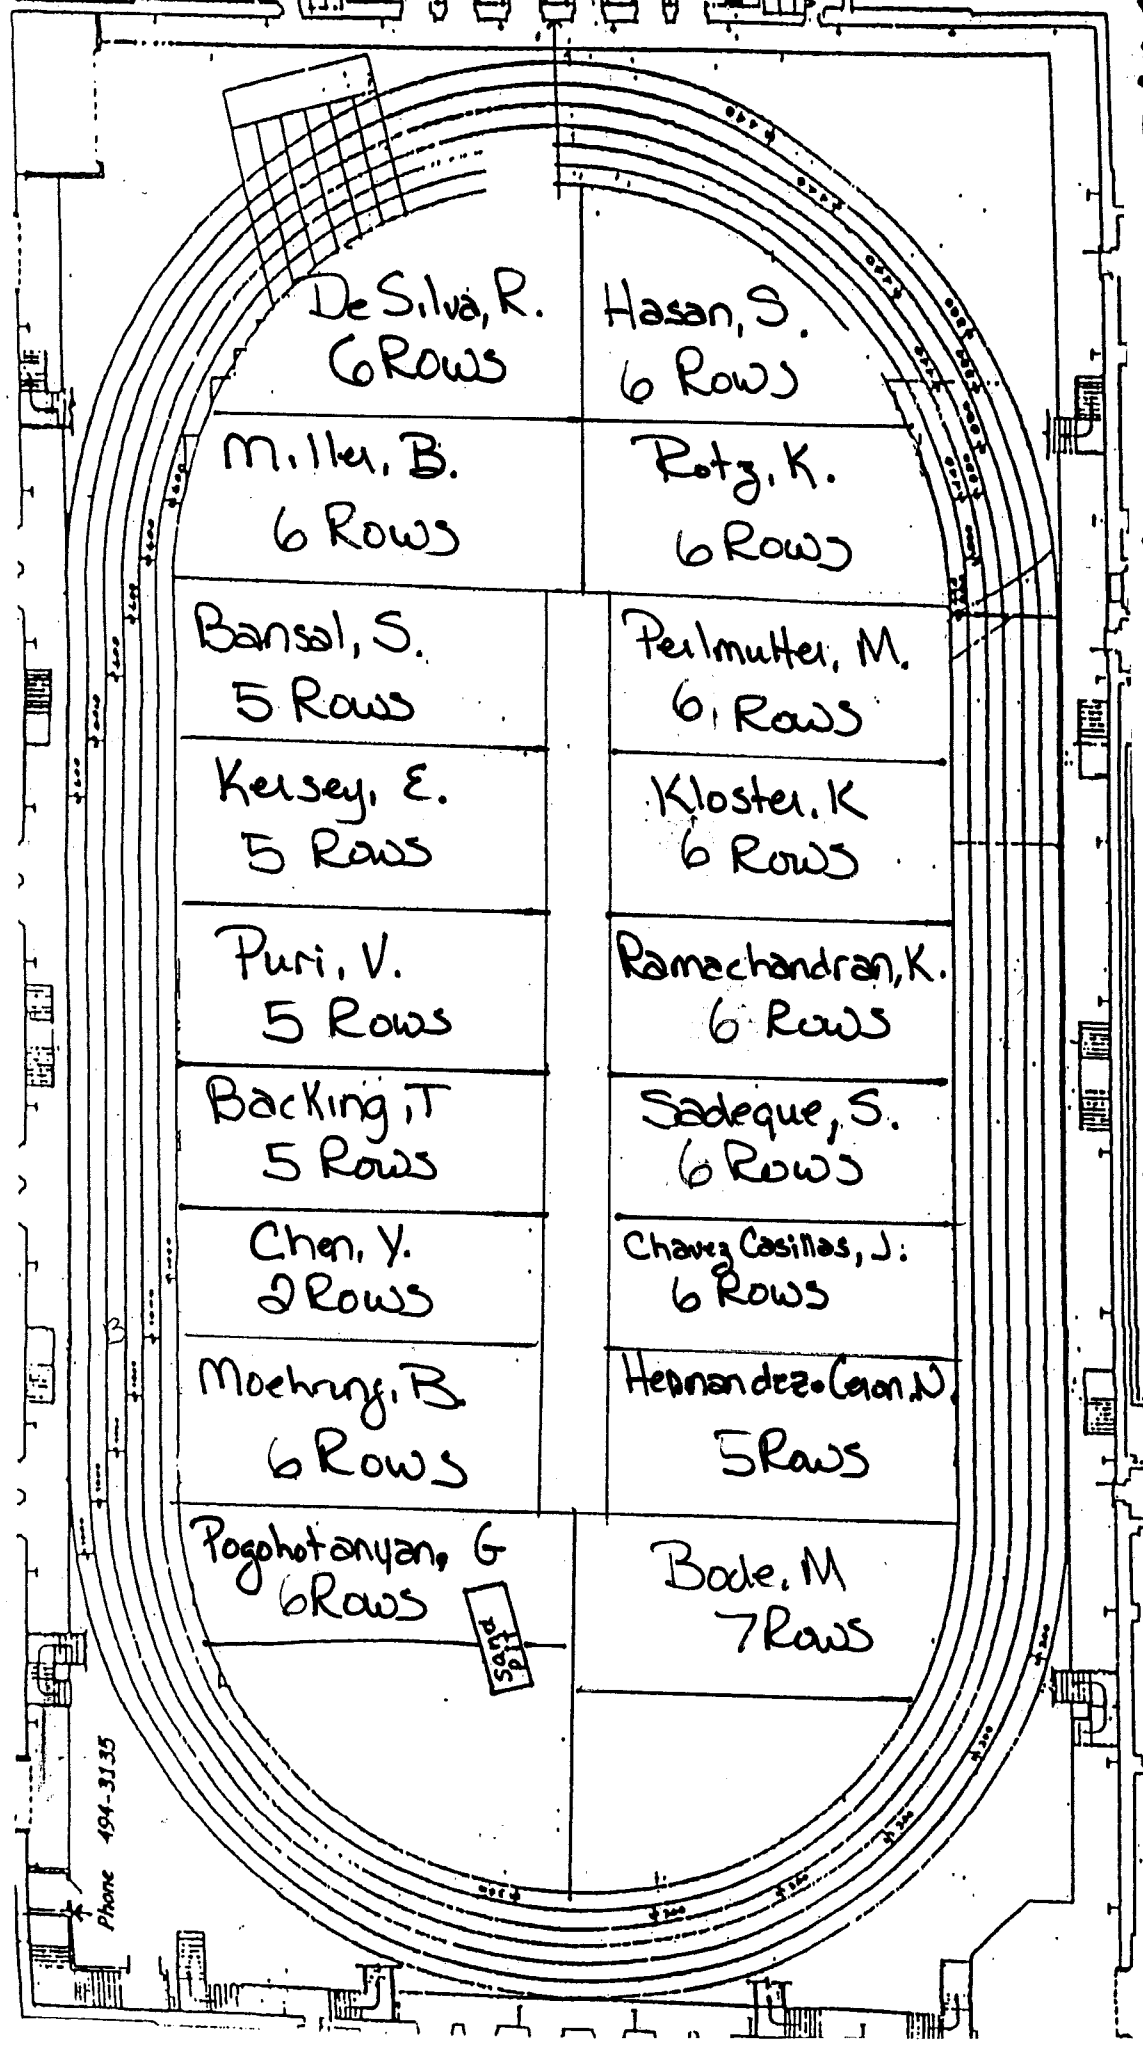 De Silva, R.
6 Rows
Hasan, S.
6 Rows
Miller, B.
6 Rows
Rotz, K.
6 Rows
Bansal, S.
5 Rows
Perlmutter, M.
6 Rows
Kersey, E.
5 Rows
Kloster, K
6 Rows
Puri, V.
5 Rows
Ramachandran, K.
6 Rows
Backing, T
5 Rows
Sadeque, S.
6 Rows
Chen, Y.
2 Rows
Chavez Casillas, J.
6 Rows
Moehring, B.
6 Rows
Hernandez-Ceron, N.
5 Rows
Pogohotanyan, G
6 Rows
Sand
pit
Bode, M
7 Rows
Phone 494-3135